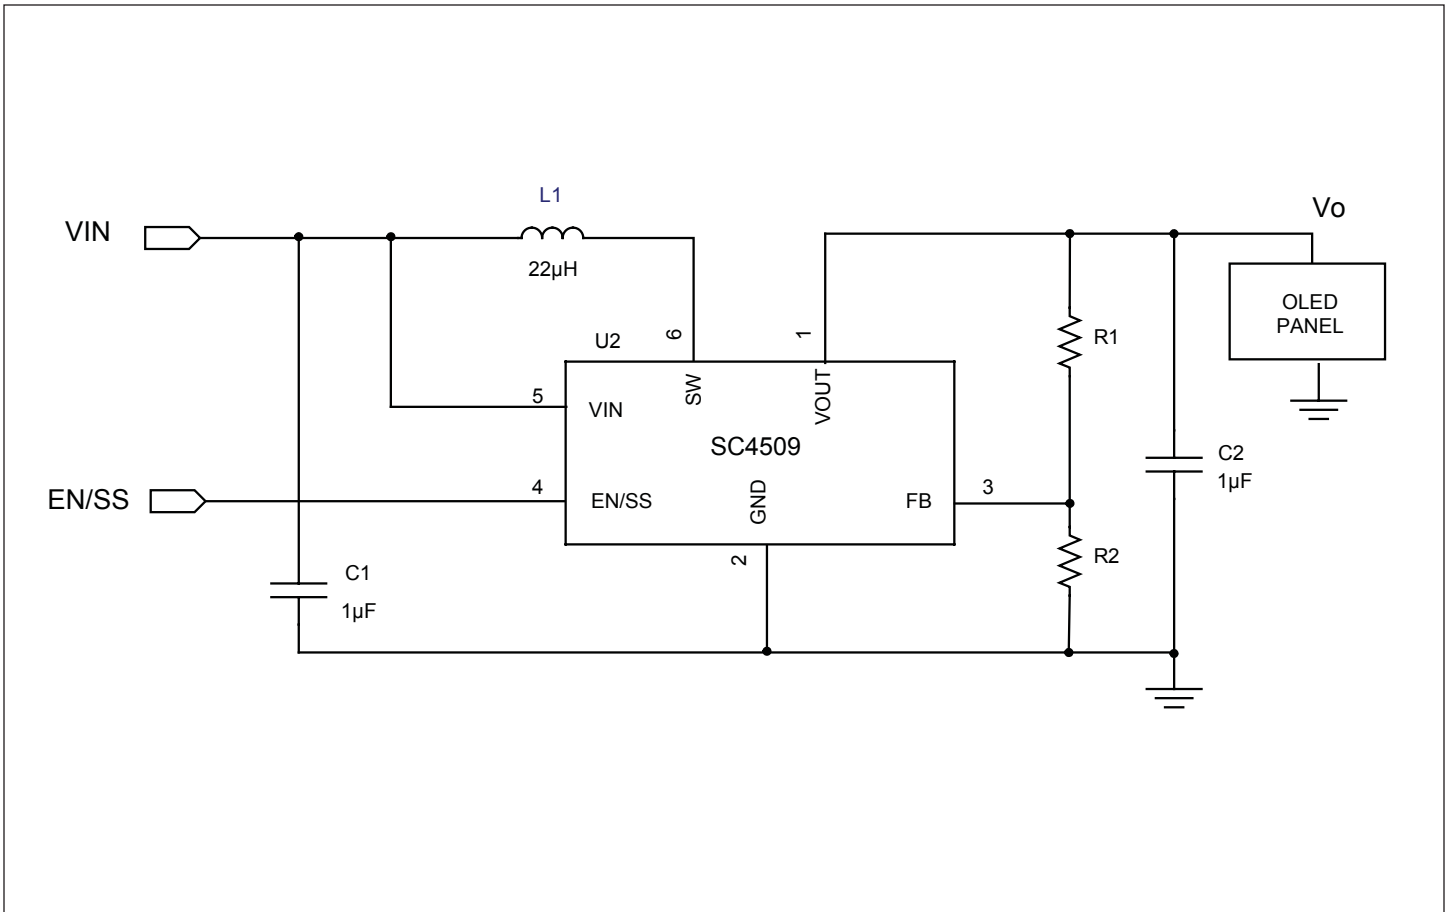 L1
VIN
Vo
22µH
OLED
PANEL
U2
6
1
R1
5
VIN
SW
VOUT
SC4509
C2
1µF
EN/SS
4
EN/SS
GND
FB
3
2
R2
C1
1µF